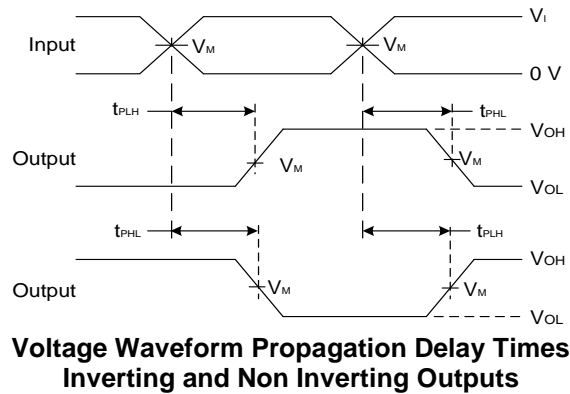 VI
Input VM VM
0 V
tPLH tPHL
VOH
Output VM VM
VOL
tPHL tPLH
VOH
Output VM VM
VOL
Voltage Waveform Propagation Delay Times
Inverting and Non Inverting Outputs